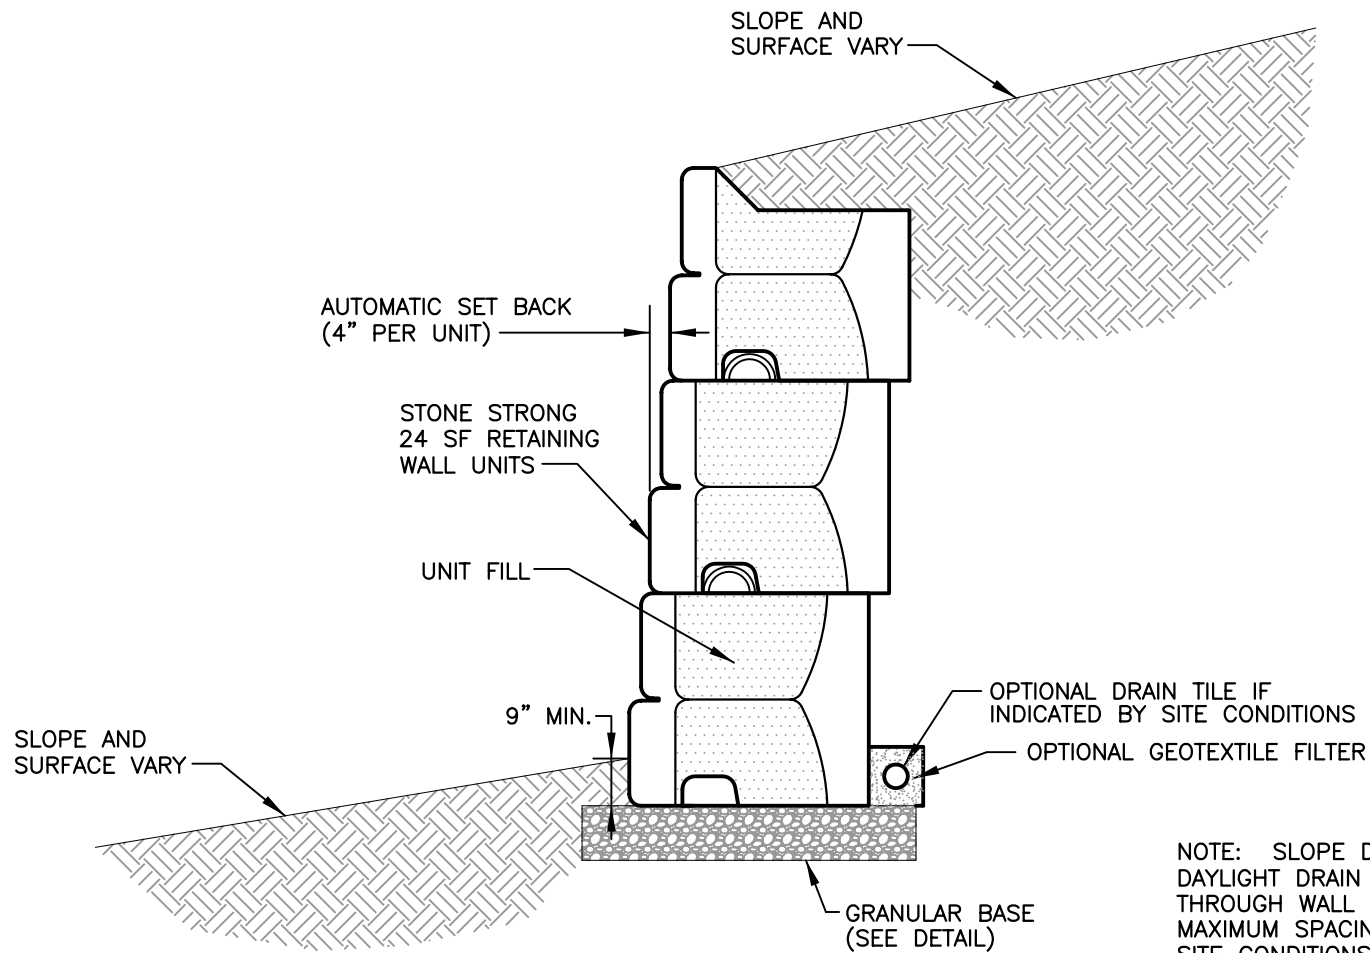 SLOPE AND
SURFACE VARY
AUTOMATIC SET BACK
(4” PER UNIT)
STONE STRONG
24 SF RETAINING
WALL UNITS
UNIT FILL
9” MIN.
SLOPE AND
SURFACE VARY
OPTIONAL DRAIN TILE IF
INDICATED BY SITE CONDITIONS
OPTIONAL GEOTEXTILE FILTER
GRANULAR BASE
(SEE DETAIL)
NOTE: SLOPE
DAYLIGHT DRAIN
THROUGH WALL
MAXIMUM
SITE CONDITIONS